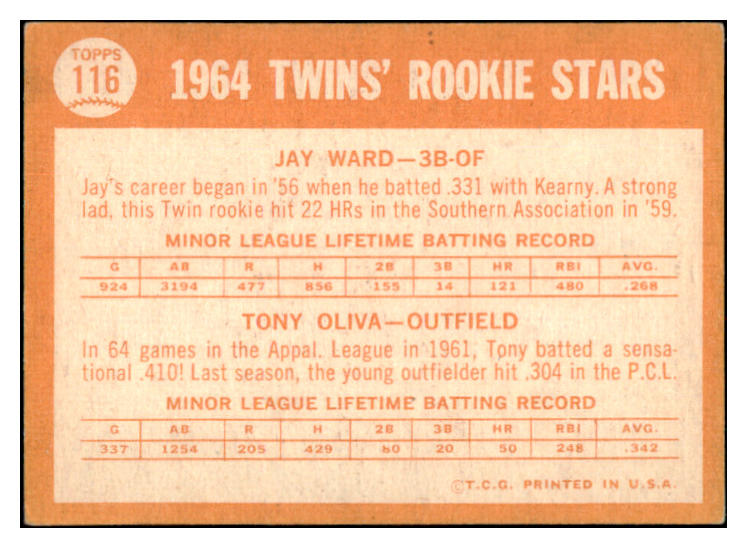 TOPPS
116
1964 TWINS' ROOKIE STARS
JAY WARD—3B-OF
Jay's career began in '56 when he batted .331 with Kearny. A strong
lad, this Twin rookie hit 22 HRs in the Southern Association in '59.
MINOR LEAGUE LIFETIME BATTING RECORD
G AB R H 2B 3B HR RBI AVG.
924 3194 477 856 155 14 121 480 .268
TONY OLIVA—OUTFIELD
In 64 games in the Appal. League in 1961, Tony batted a sensa-
tional .410! Last season, the young outfielder hit .304 in the P.C.L.
MINOR LEAGUE LIFETIME BATTING RECORD
G AB R H 2B 3B HR RBI AVG.
337 1254 205 429 80 20 50 248 .342
©T.C.G. PRINTED IN U.S.A.